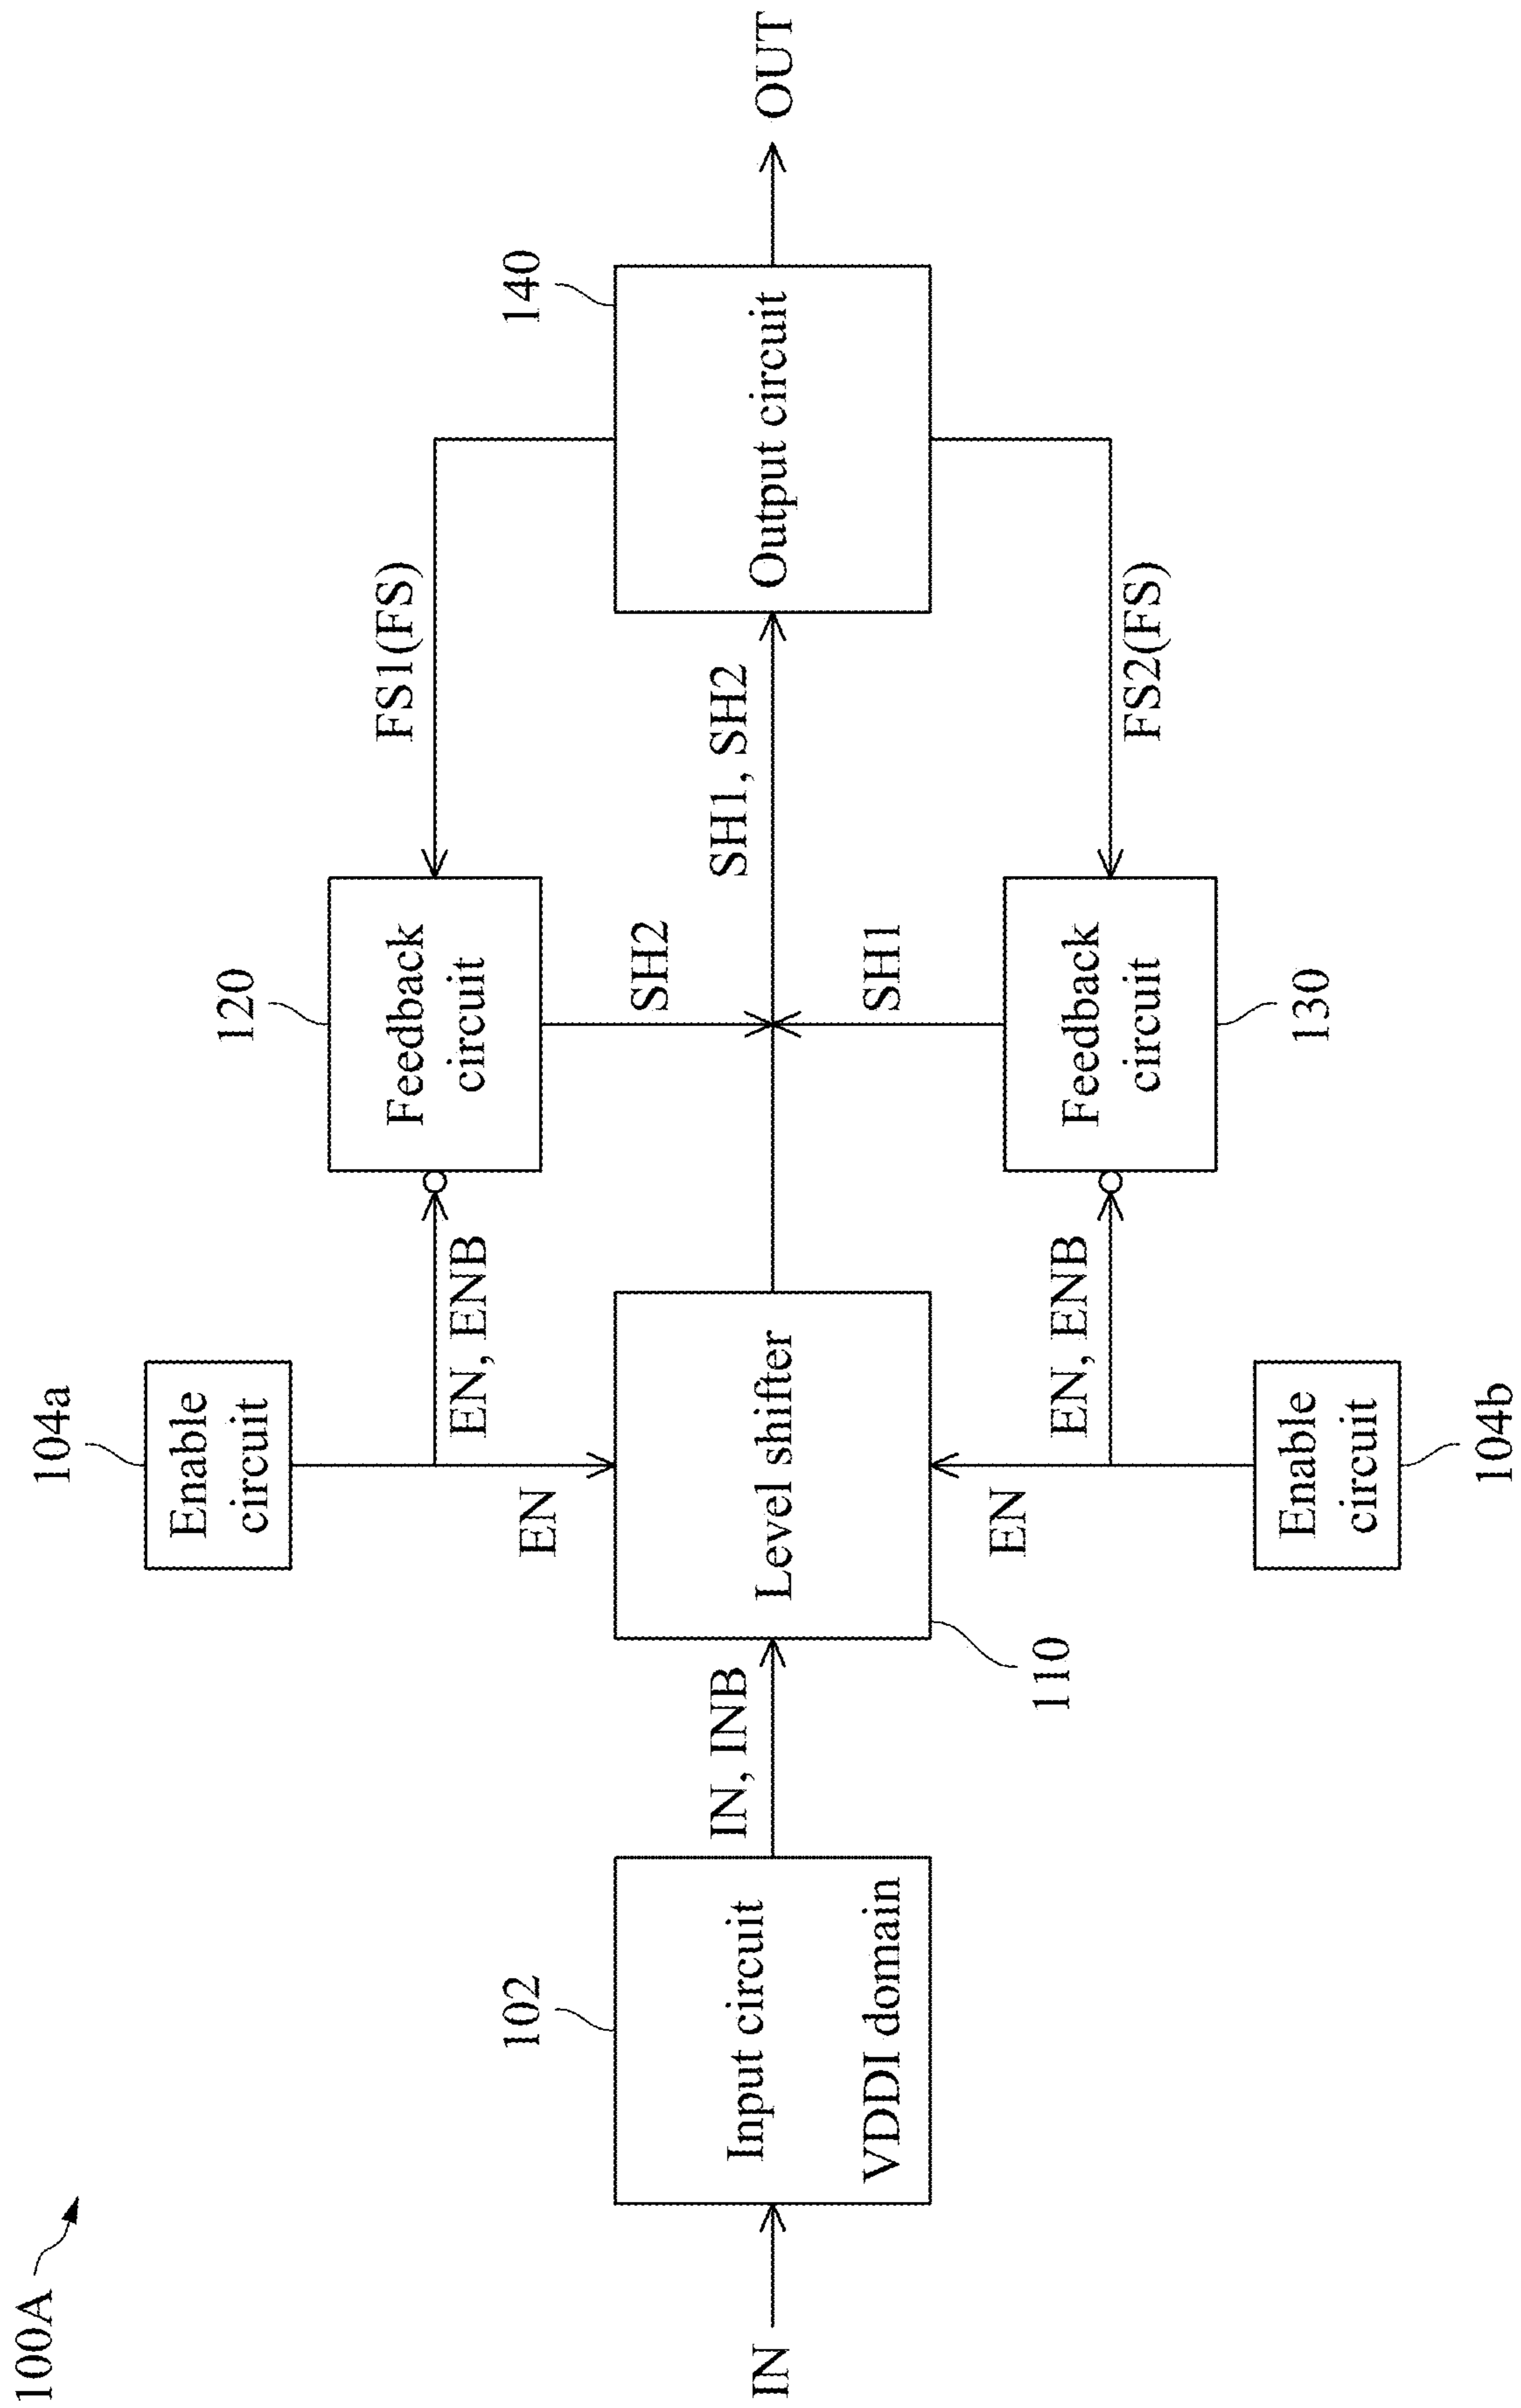 100A
IN
102
Input circuit
VDDI domain
IN, INB
104a
Enable
circuit
EN
EN, ENB
Level shifter
110
EN
EN, ENB
Enable
circuit
104b
120
Feedback
circuit
SH2
SH1
Feedback
circuit
130
SH1, SH2
FS1(FS)
FS2(FS)
140
Output circuit
OUT